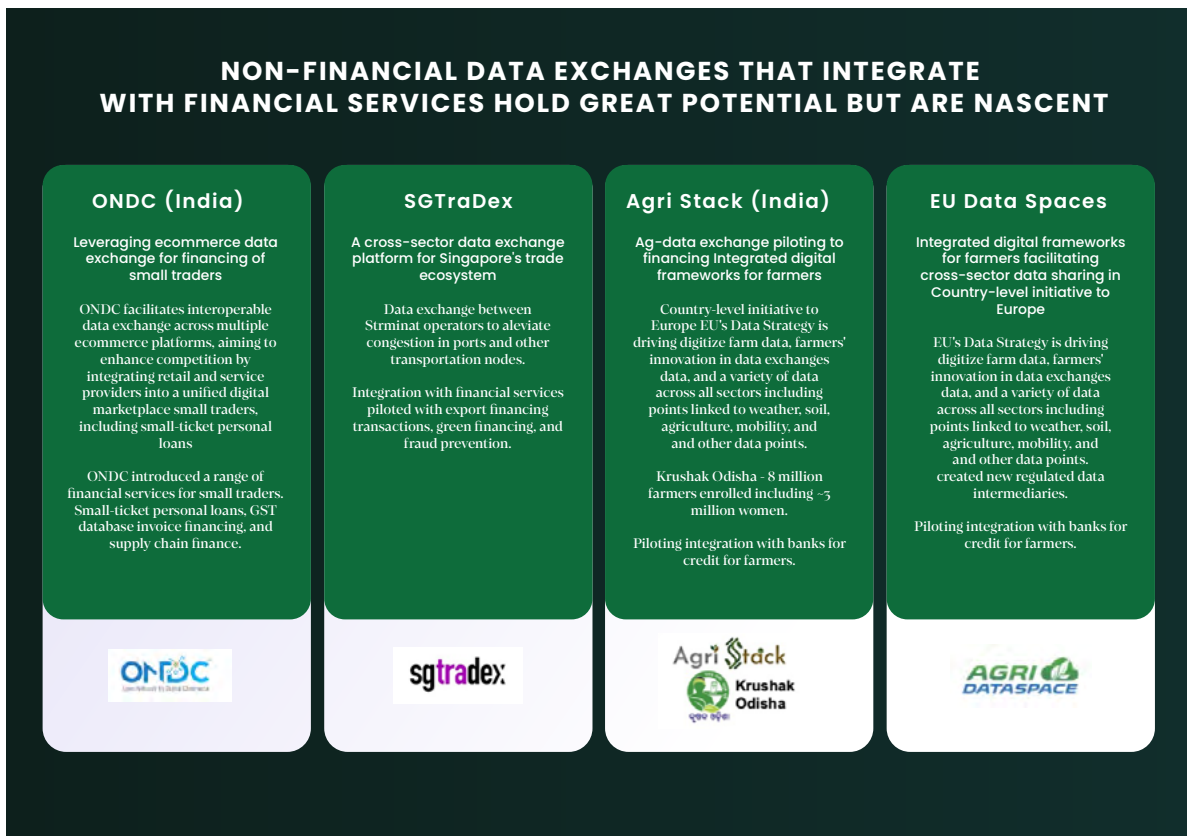 NON-FINANCIAL DATA EXCHANGES THAT INTEGRATE
WITH FINANCIAL SERVICES HOLD GREAT POTENTIAL BUT ARE NASCENT
ONDC (India)
Leveraging ecommerce data
exchange for financing of
small traders
ONDC facilitates interoperable
data exchange across multiple
ecommerce platforms, aiming to
enhance competition by
integrating retail and service
providers into a unified digital
marketplace small traders,
including small-ticket personal
loans
ONDC introduced a range of
financial services for small traders.
Small-ticket personal loans, GST
database invoice financing, and
supply chain finance.
ONDC
SGTraDex
A cross-sector data exchange
platform for Singapore's trade
ecosystem
Data exchange between
Strminat operators to aleviate
congestion in ports and other
transportation nodes.
Integration with financial services
piloted with export financing
transactions, green financing, and
fraud prevention.
sgtradex
Agri Stack (India)
Ag-data exchange piloting to
financing Integrated digital
frameworks for farmers
Country-level initiative to
Europe EU's Data Strategy is
driving digitize farm data, farmers'
innovation in data exchanges
data, and a variety of data
across all sectors including
points linked to weather, soil,
agriculture, mobility, and
and other data points.
Krushak Odisha - 8 million
farmers enrolled including ~3
million women.
Piloting integration with banks for
credit for farmers.
Agri Stack
Krushak
Odisha
EU Data Spaces
Integrated digital frameworks
for farmers facilitating
cross-sector data sharing in
Country-level initiative to
Europe
EU's Data Strategy is driving
digitize farm data, farmers'
innovation in data exchanges
data, and a variety of data
across all sectors including
points linked to weather, soil,
agriculture, mobility, and
and other data points.
created new regulated data
intermediaries.
Piloting integration with banks for
credit for farmers.
AGRI
DATASPACE